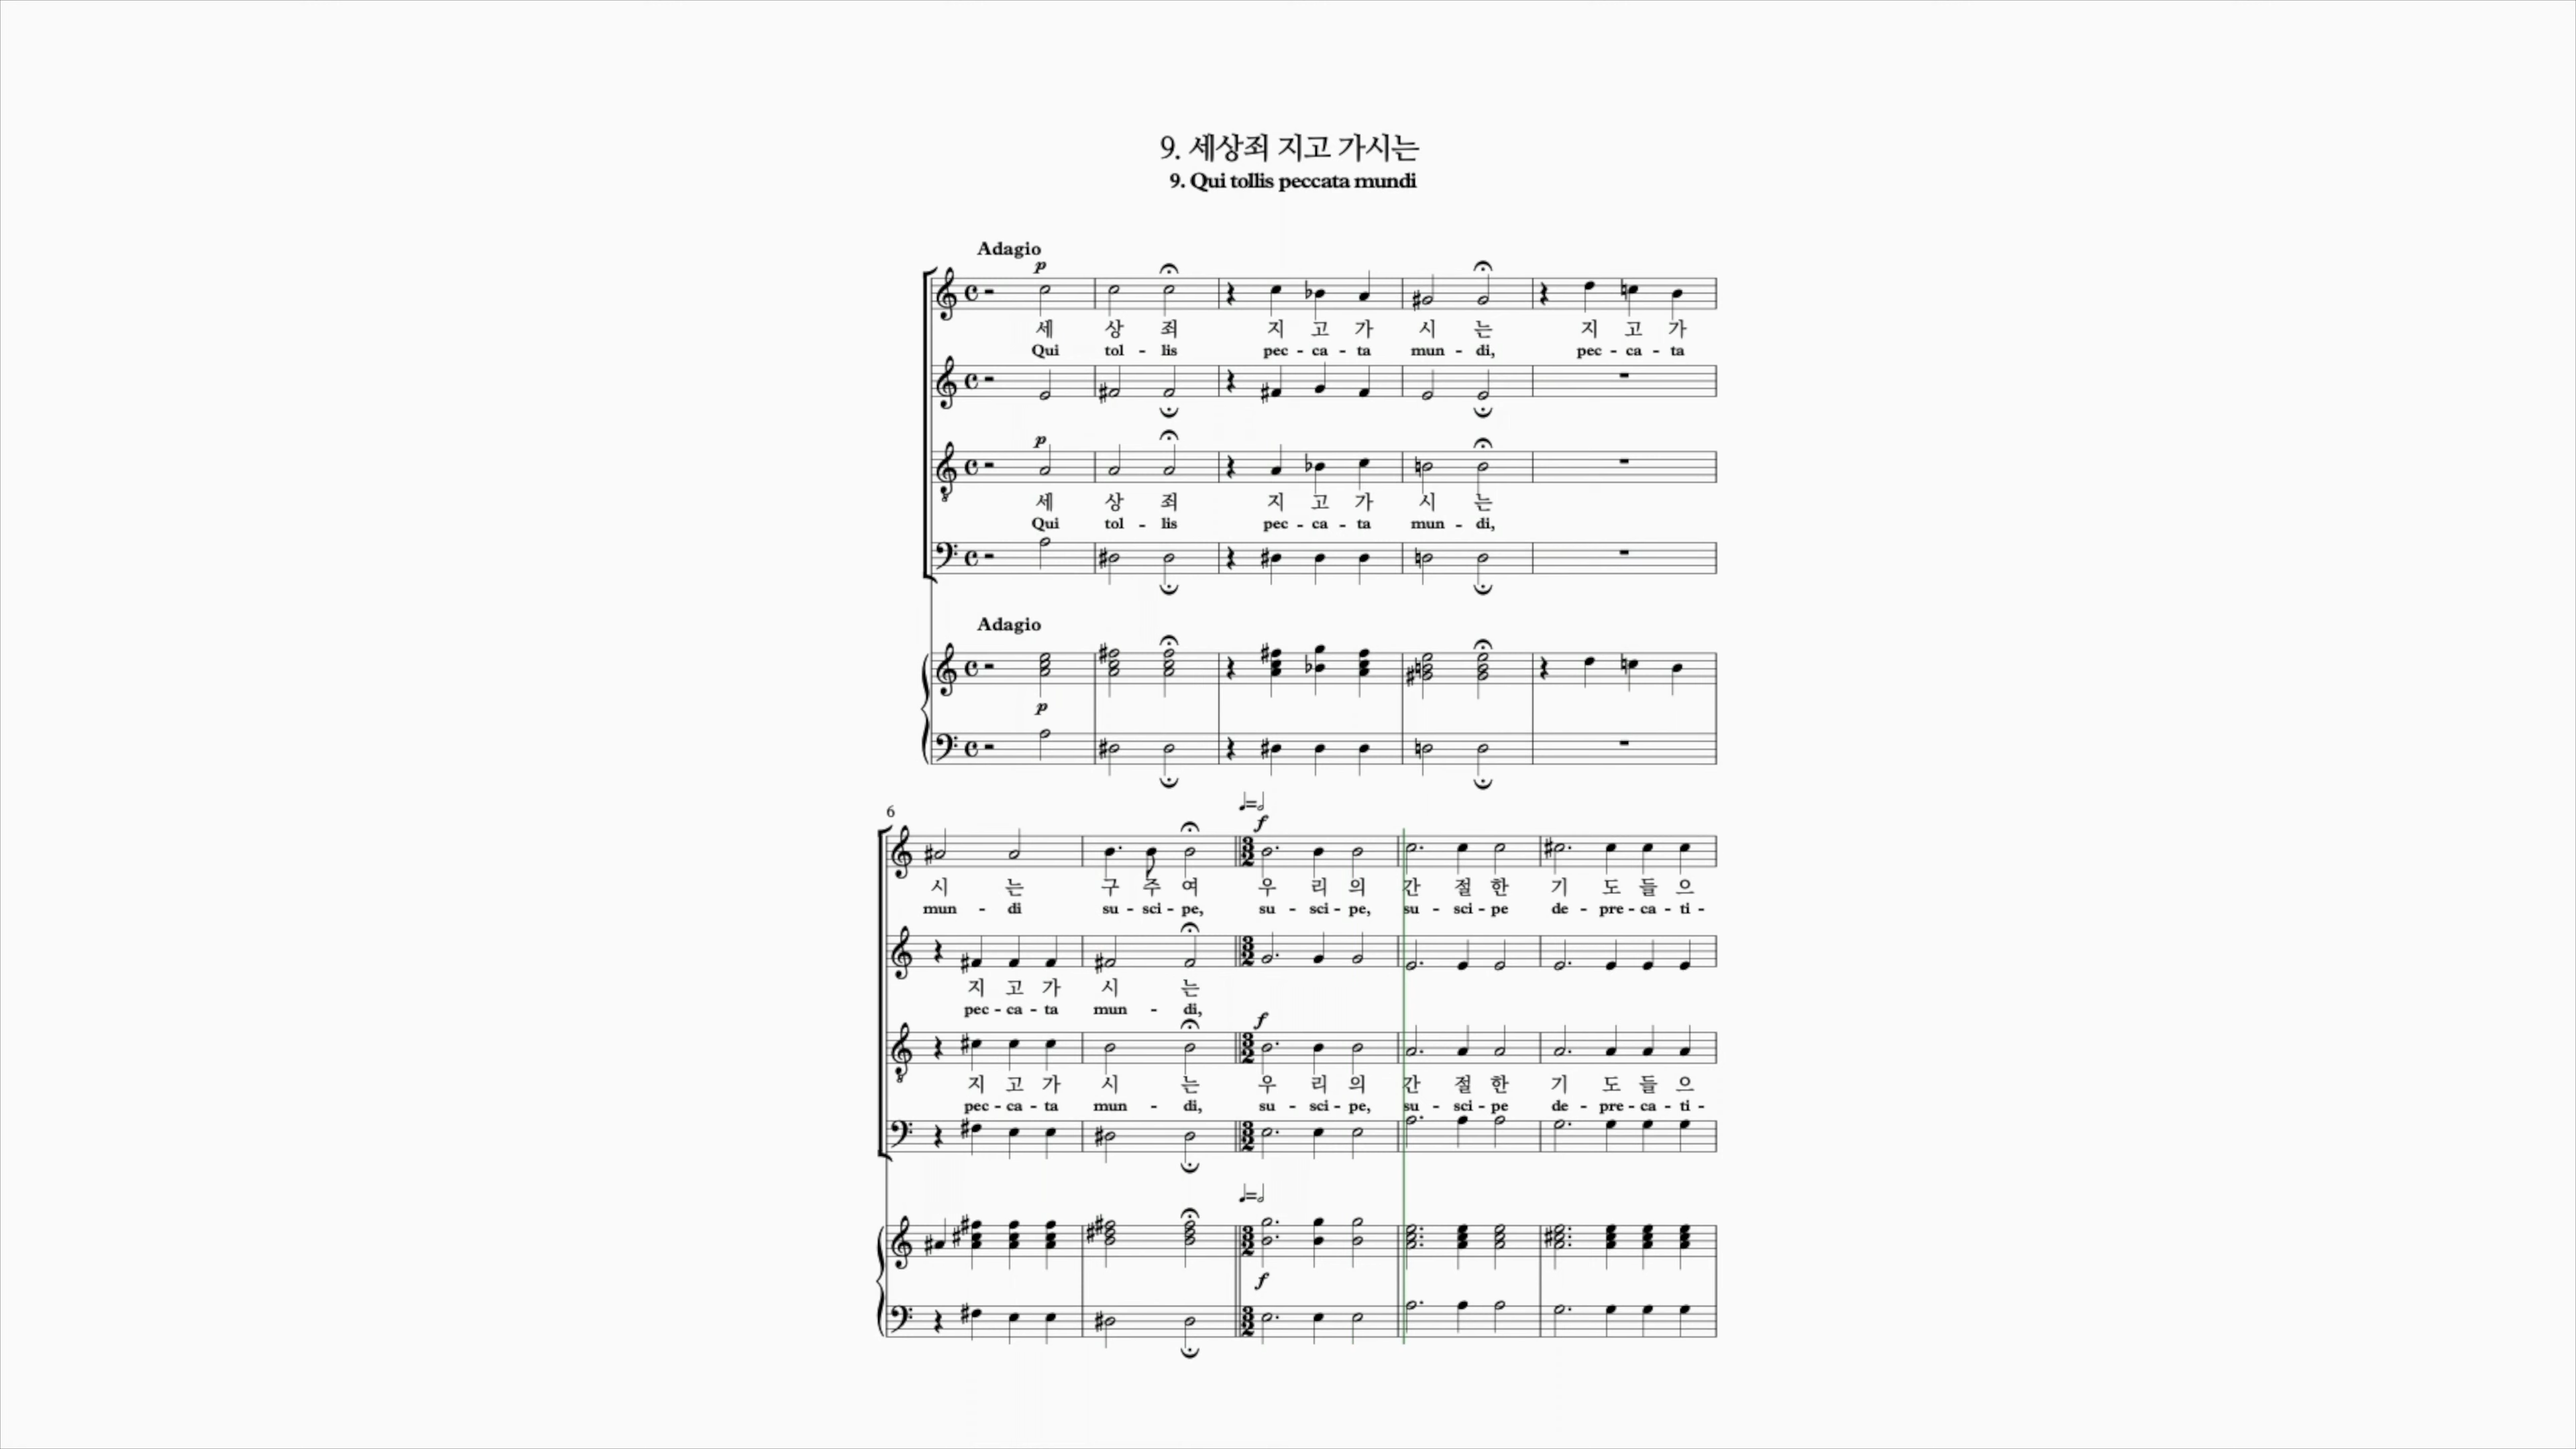 9. 세상죄 지고 가시는
9. Qui tollis peccata mundi
Adagio
p
세 상 죄 지 고 가 시 는 지 고 가
Qui tol - lis pec - ca - ta mun - di, pec - ca - ta
p
세 상 죄 지 고 가 시 는
Qui tol - lis pec - ca - ta mun - di,
Adagio
p
6
f
시 는 구 주 여 우 리 의 간 절 한 기 도 들 으
mun - di su - sci - pe, su - sci - pe, su - sci - pe de - pre - ca - ti -
지 고 가 시 는
pec - ca - ta mun - di,
f
지 고 가 시 는 우 리 의 간 절 한 기 도 들 으
pec - ca - ta mun - di, su - sci - pe, su - sci - pe de - pre - ca - ti -
f